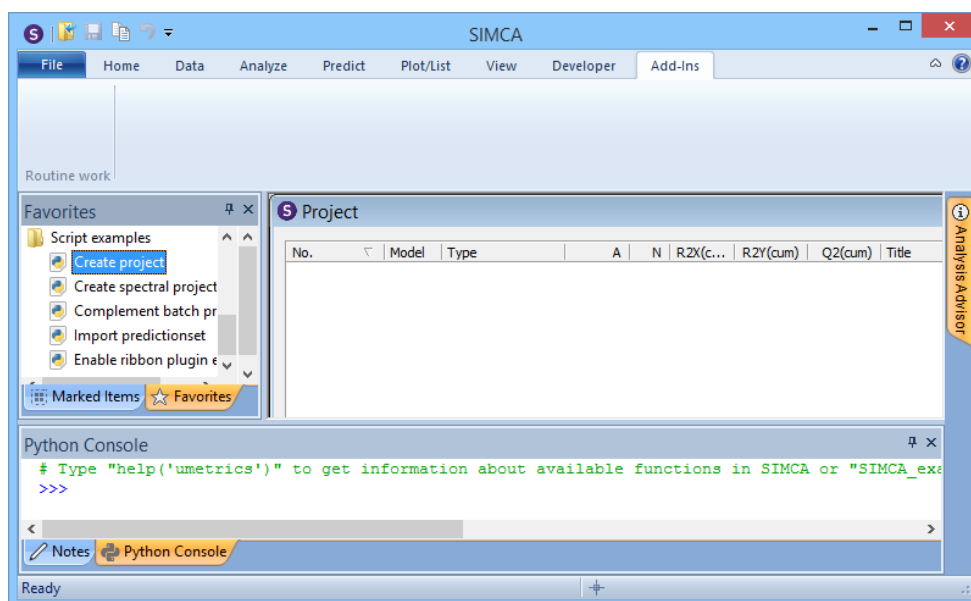 S SIMCA
File Home Data Analyze Predict Plot/List View Developer Add-Ins
Routine work
Favorites
Script examples
Create project
Create spectral project
Complement batch pr
Import predictionset
Enable ribbon plugin e
Marked Items Favorites
S Project
No. Model Type A N R2X(c... R2Y(cum) Q2(cum) Title
Analysis Advisor
Python Console
# Type "help('umetrics')" to get information about available functions in SIMCA or "SIMCA_exa
>>>
Notes Python Console
Ready